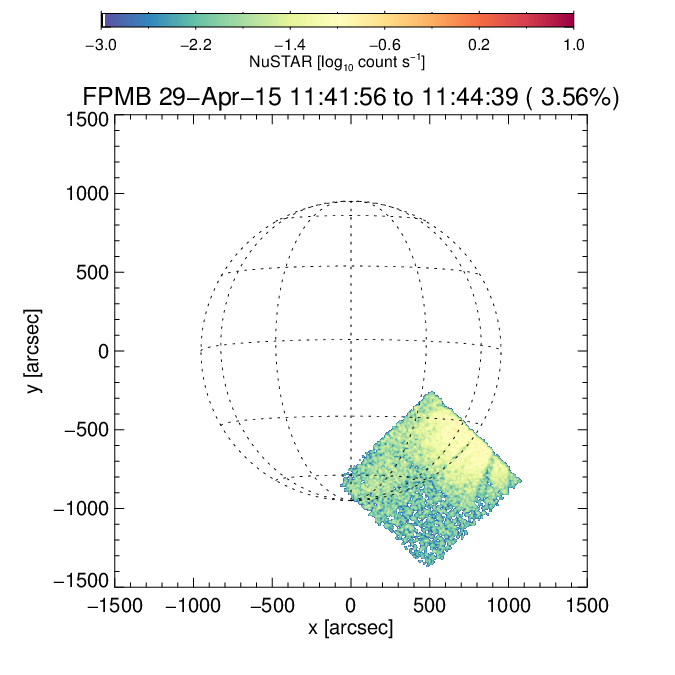 −3.0 −2.2 −1.4 −0.6 0.2 1.0
NuSTAR [log₁₀ count s⁻¹]
FPMB 29−Apr−15 11:41:56 to 11:44:39 ( 3.56%)
1500
1000
500
0
−500
−1000
−1500
y [arcsec]
−1500 −1000 −500 0 500 1000 1500
x [arcsec]